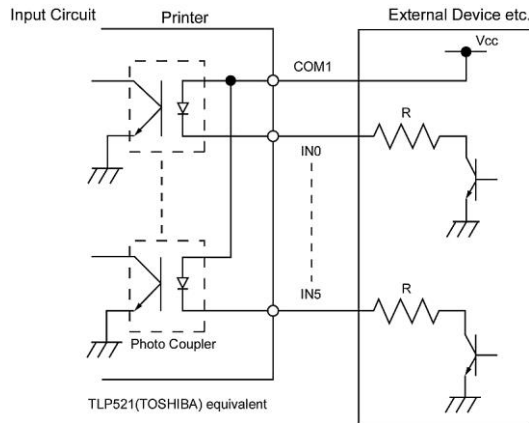 Input Circuit
Printer
External Device etc.
Vcc
COM1
R
IN0
IN5
R
Photo Coupler
TLP521(TOSHIBA) equivalent